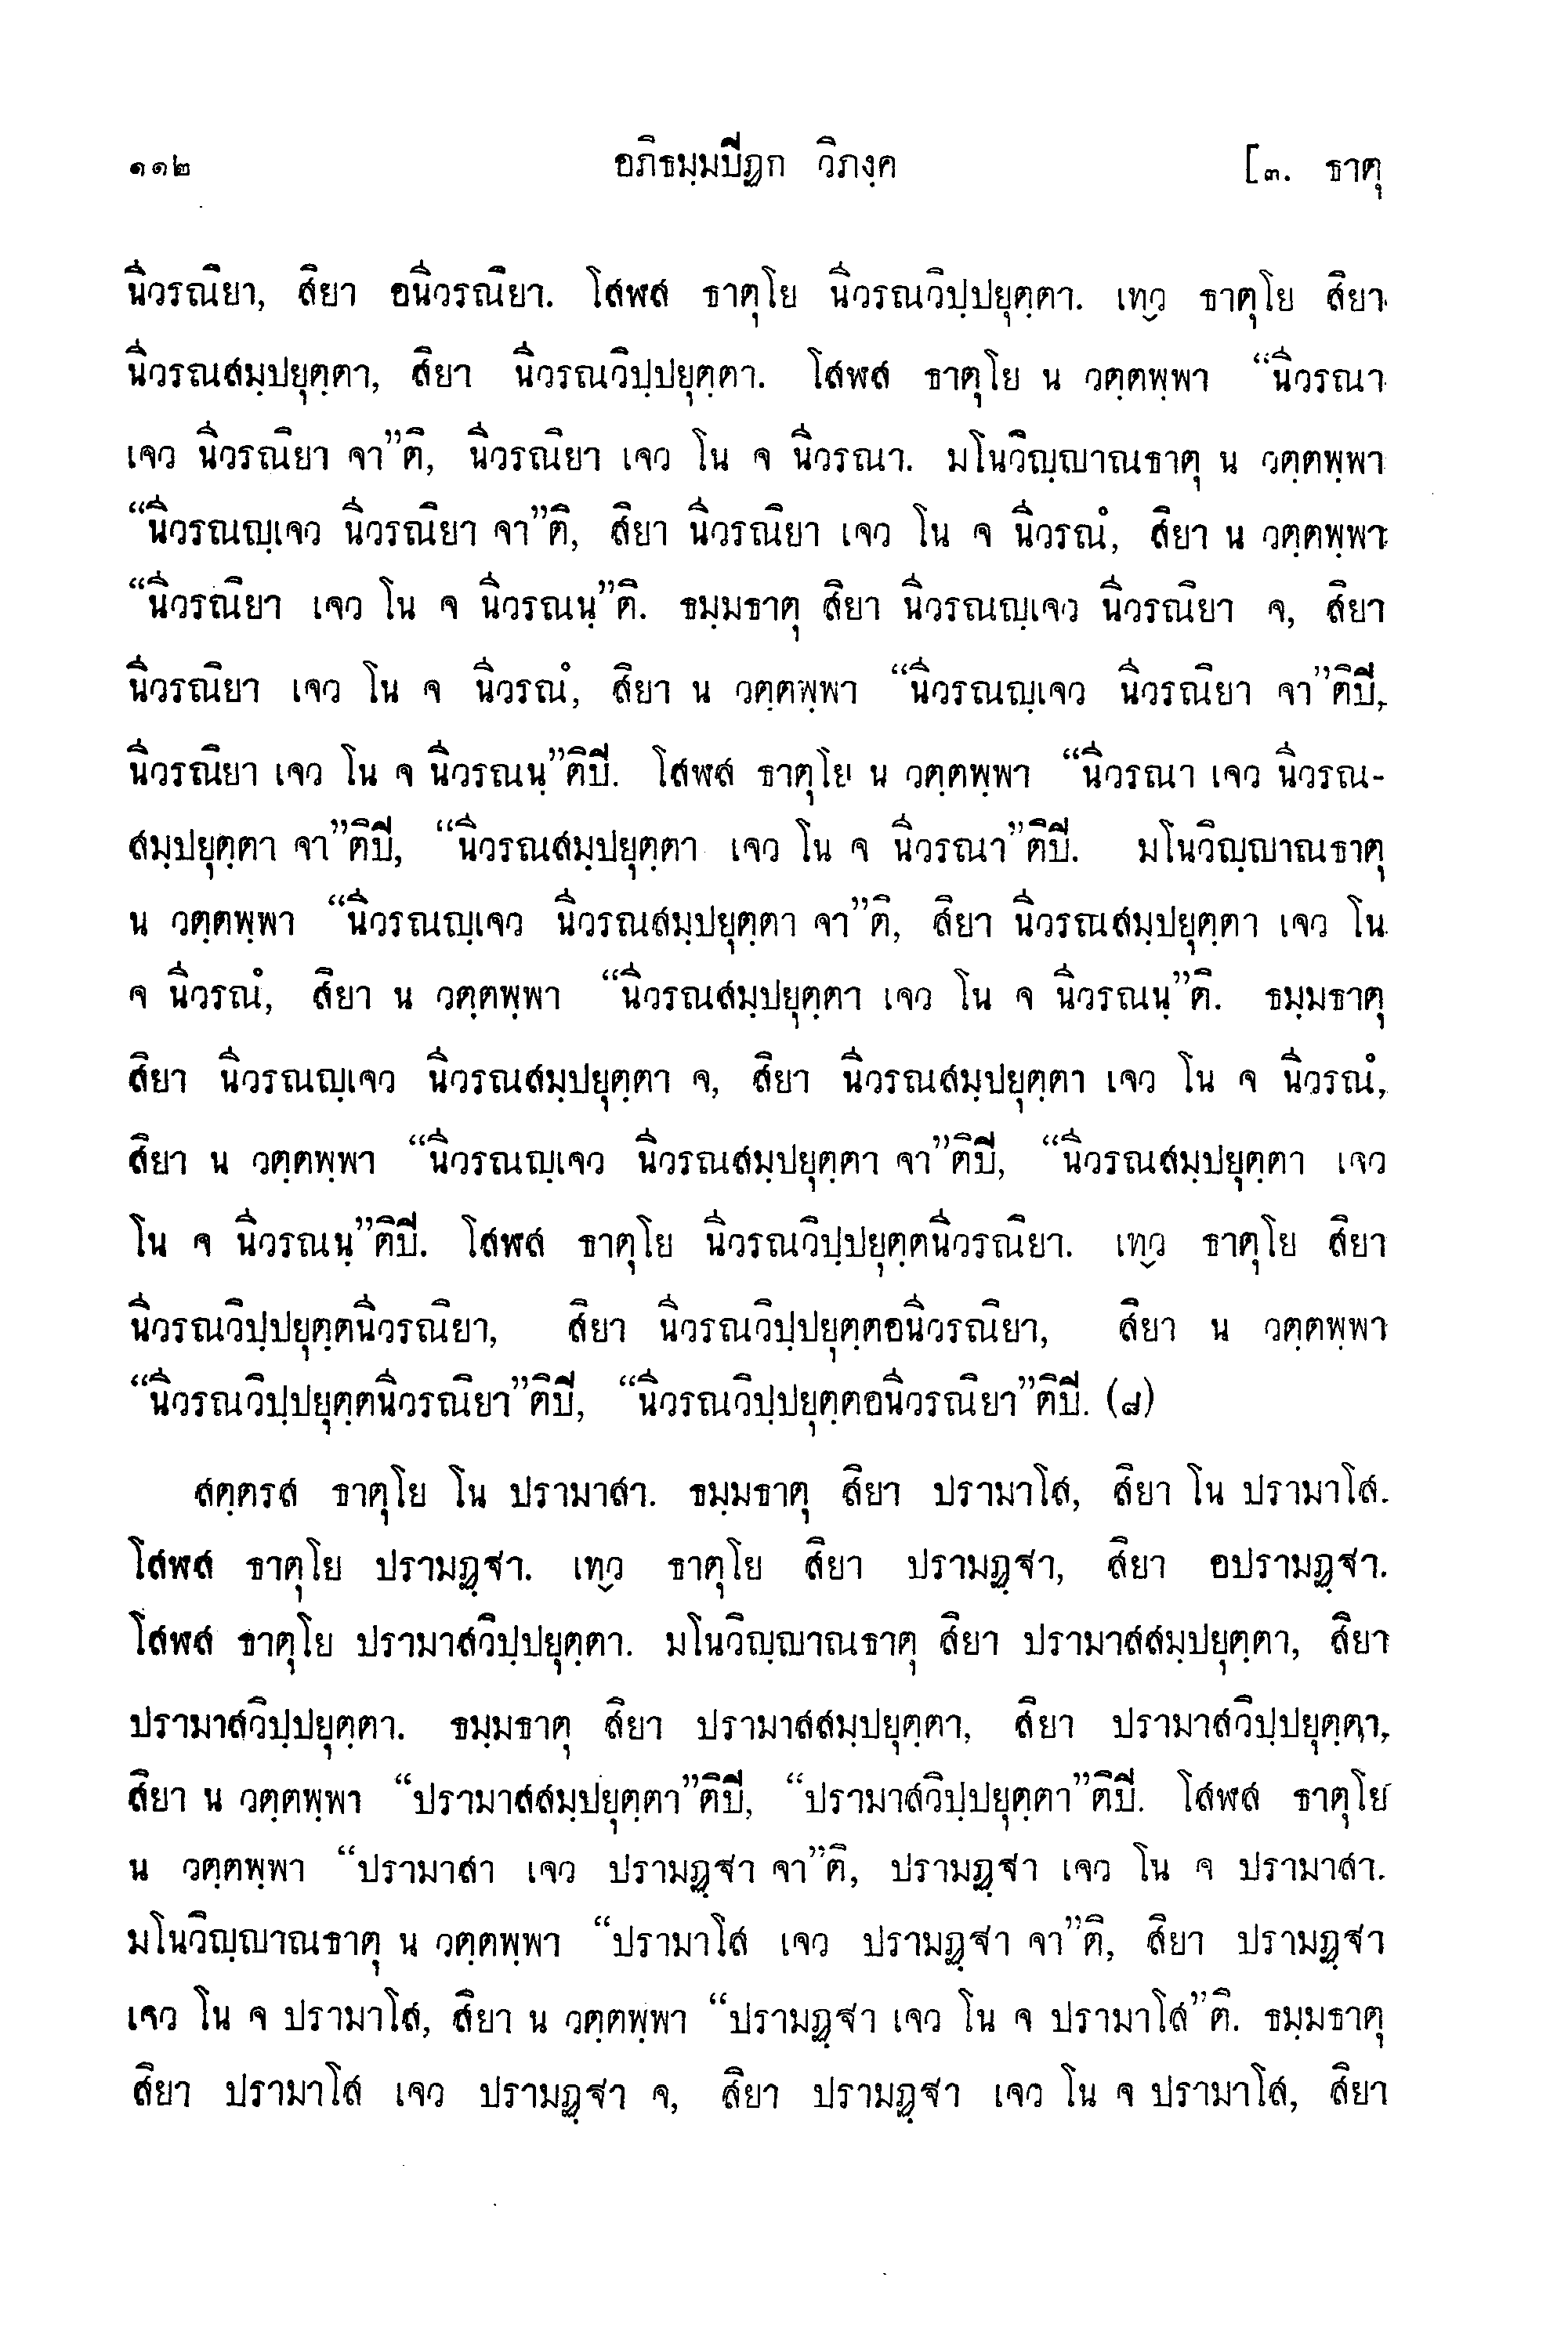 ๑๑๒ อภิธมฺมปีฏก วิภงฺค [๓. ธาตุ
นีวรณิยา, สิยา อนีวรณิยา. โสฬส ธาตุโย นีวรณวิปฺปยุตฺตา. เทฺว ธาตุโย สิยา
นีวรณสมฺปยุตฺตา, สิยา นีวรณวิปฺปยุตฺตา. โสฬส ธาตุโย น วตฺตพฺพา “นีวรณา
เจว นีวรณิยา จา”ติ, นีวรณิยา เจว โน จ นีวรณา. มโนวิญฺญาณธาตุ น วตฺตพฺพา
“นีวรณญฺเจว นีวรณิยา จา”ติ, สิยา นีวรณิยา เจว โน จ นีวรณํ, สิยา น วตฺตพฺพา
“นีวรณิยา เจว โน จ นีวรณนฺ”ติ. ธมฺมธาตุ สิยา นีวรณญฺเจว นีวรณิยา จ, สิยา
นีวรณิยา เจว โน จ นีวรณํ, สิยา น วตฺตพฺพา “นีวรณญฺเจว นีวรณิยา จา”ติปี,
นีวรณิยา เจว โน จ นีวรณนฺ”ติปี. โสฬส ธาตุโย น วตฺตพฺพา “นีวรณา เจว นีวรณ-
สมฺปยุตฺตา จา”ติปี, “นีวรณสมฺปยุตฺตา เจว โน จ นีวรณา”ติปี. มโนวิญฺญาณธาตุ
น วตฺตพฺพา “นีวรณญฺเจว นีวรณสมฺปยุตฺตา จา”ติ, สิยา นีวรณสมฺปยุตฺตา เจว โน
จ นีวรณํ, สิยา น วตฺตพฺพา “นีวรณสมฺปยุตฺตา เจว โน จ นีวรณนฺ”ติ. ธมฺมธาตุ
สิยา นีวรณญฺเจว นีวรณสมฺปยุตฺตา จ, สิยา นีวรณสมฺปยุตฺตา เจว โน จ นีวรณํ,
สิยา น วตฺตพฺพา “นีวรณญฺเจว นีวรณสมฺปยุตฺตา จา”ติปี, “นีวรณสมฺปยุตฺตา เจว
โน จ นีวรณนฺ”ติปี. โสฬส ธาตุโย นีวรณวิปฺปยุตฺตนีวรณิยา. เทฺว ธาตุโย สิยา
นีวรณวิปฺปยุตฺตนีวรณิยา, สิยา นีวรณวิปฺปยุตฺตอนีวรณิยา, สิยา น วตฺตพฺพา
“นีวรณวิปฺปยุตฺตนีวรณิยา”ติปี, “นีวรณวิปฺปยุตฺตอนีวรณิยา”ติปี. (๘)
สตฺตรส ธาตุโย โน ปรามาสา. ธมฺมธาตุ สิยา ปรามาโส, สิยา โน ปรามาโส.
โสฬส ธาตุโย ปรามฏฺฐา. เทฺว ธาตุโย สิยา ปรามฏฺฐา, สิยา อปรามฏฺฐา.
โสฬส ธาตุโย ปรามาสวิปฺปยุตฺตา. มโนวิญฺญาณธาตุ สิยา ปรามาสสมฺปยุตฺตา, สิยา
ปรามาสวิปฺปยุตฺตา. ธมฺมธาตุ สิยา ปรามาสสมฺปยุตฺตา, สิยา ปรามาสวิปฺปยุตฺตา,
สิยา น วตฺตพฺพา “ปรามาสสมฺปยุตฺตา”ติปี, “ปรามาสวิปฺปยุตฺตา”ติปี. โสฬส ธาตุโย
น วตฺตพฺพา “ปรามาสา เจว ปรามฏฺฐา จา”ติ, ปรามฏฺฐา เจว โน จ ปรามาสา.
มโนวิญฺญาณธาตุ น วตฺตพฺพา “ปรามาโส เจว ปรามฏฺฐา จา”ติ, สิยา ปรามฏฺฐา
เจว โน จ ปรามาโส, สิยา น วตฺตพฺพา “ปรามฏฺฐา เจว โน จ ปรามาโส”ติ. ธมฺมธาตุ
สิยา ปรามาโส เจว ปรามฏฺฐา จ, สิยา ปรามฏฺฐา เจว โน จ ปรามาโส, สิยา